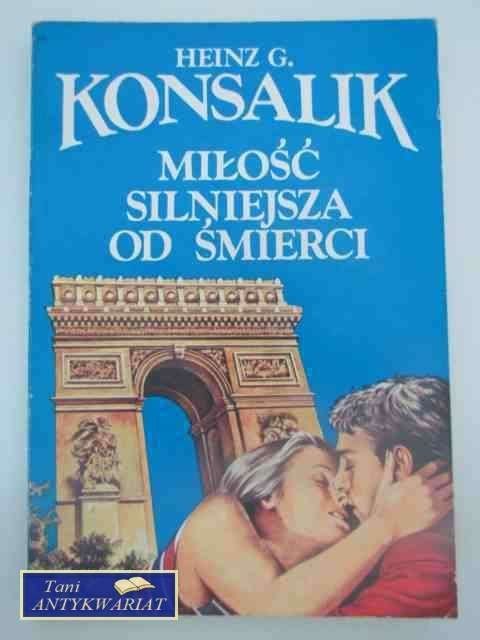 HEINZ G.
KONSALIK
MIŁOŚĆ
SILNIEJSZA
OD ŚMIERCI
Tani
ANTYKWARIAT